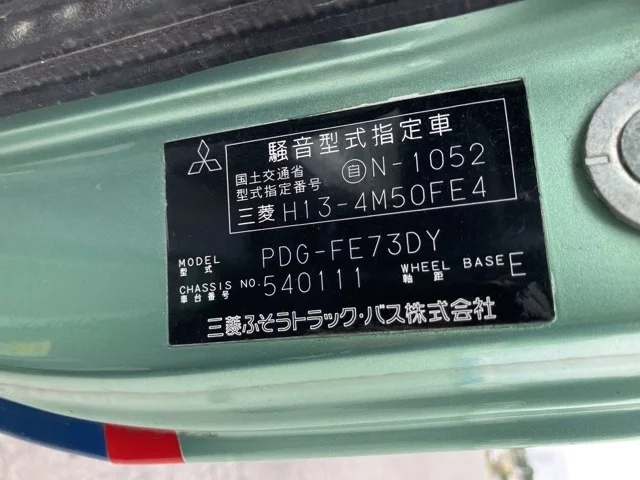 騒音型式指定車
国土交通省
型式指定番号 自N-1052
三菱 H13-4M50FE4
MODEL
型式 PDG-FE73DY
CHASSIS NO.
車台番号 540111
WHEEL BASE
軸距 E
三菱ふそうトラック・バス株式会社